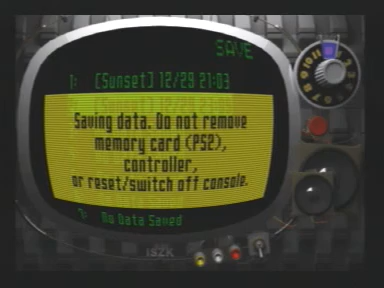 SAVE
1: [Sunset] 12/29 21:03
Saving data. Do not remove
memory card (PS2),
controller,
or reset/switch off console.
No Data Saved